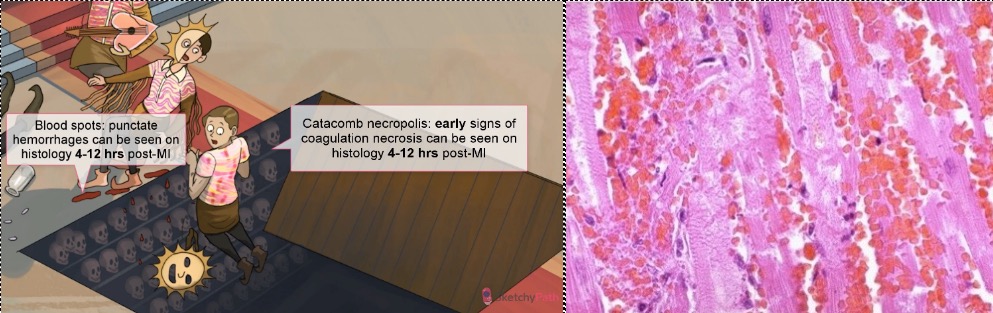 Blood spots: punctate
hemorrhages can be seen on
histology 4-12 hrs post-MI
Catacomb necropolis: early signs of
coagulation necrosis can be seen on
histology 4-12 hrs post-MI
SketchyPath